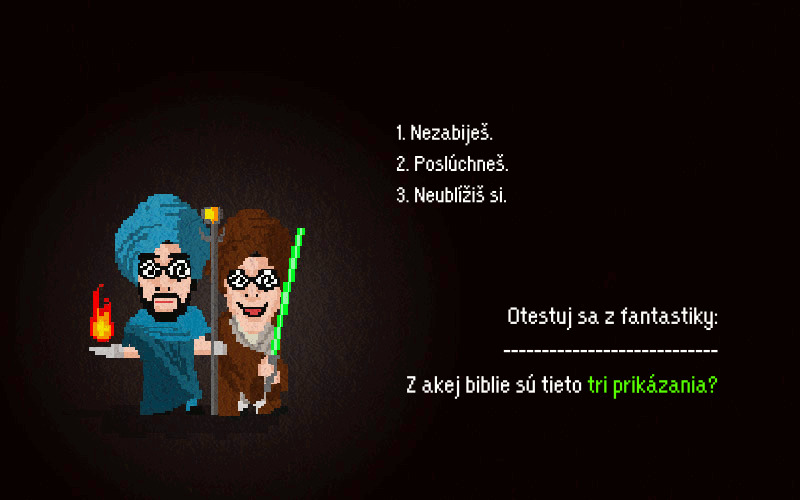 1. Nezabiješ.
2. Poslúchneš.
3. Neublížiš si.
Otestuj sa z fantastiky:
----------------------------
Z akej biblie sú tieto tri prikázania?